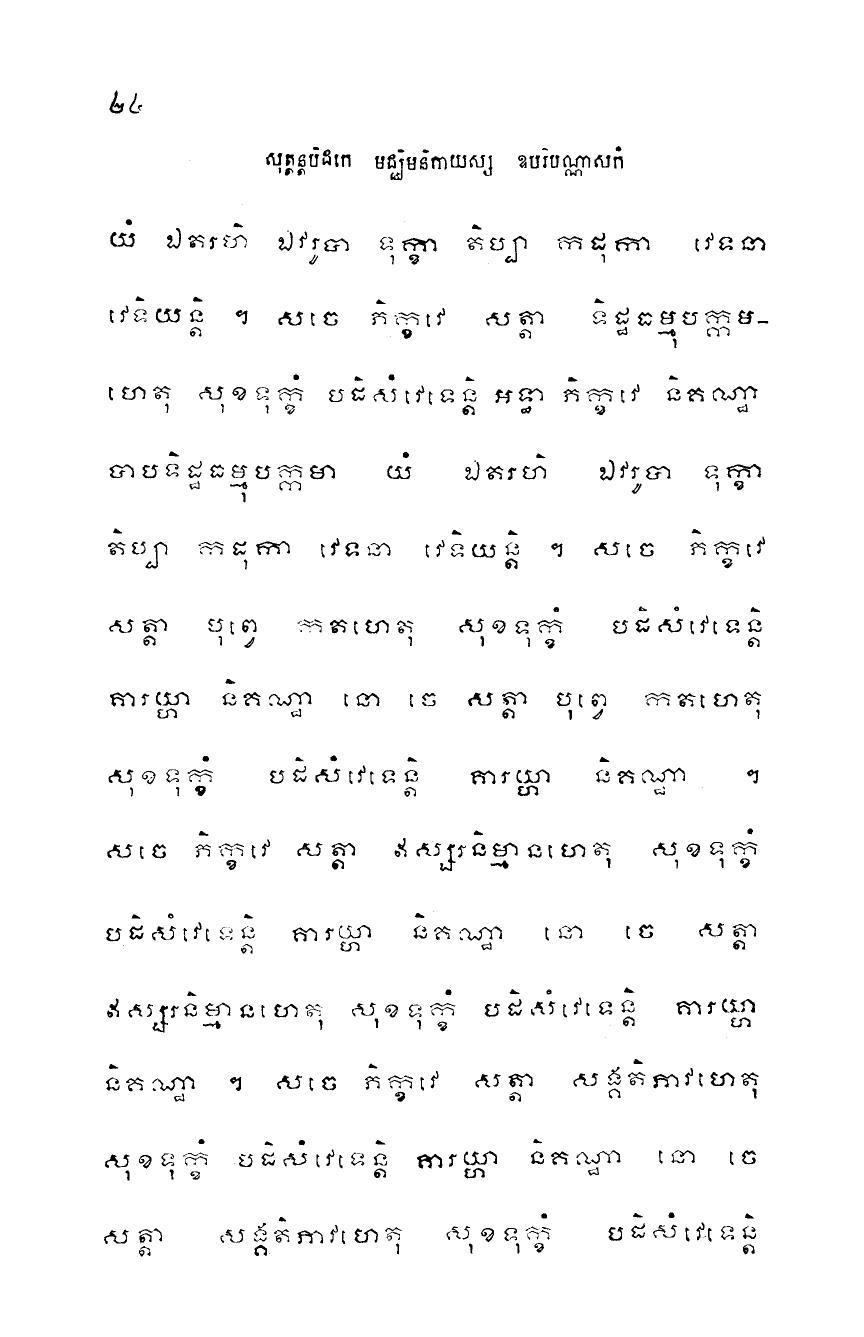 ២៤
សុត្តន្តបិដកេ មជ្ឈិមនិកាយស្ស ឧបរិបណ្ណាសកំ
យំ ឯតរហិ ឯវរូបា ទុក្ខា តិប្បា កដុកា វេទនា
វេទិយន្តិ ។ សចេ ភិក្ខវេ សត្តា ទិដ្ឋធម្មុបក្កម-
ហេតុ សុខទុក្ខំ បដិសំវេទេន្តិ អទ្ធា ភិក្ខវេ និគណ្ឋា
បាបទិដ្ឋធម្មុបក្កមា យំ ឯតរហិ ឯវរូបា ទុក្ខា
តិប្បា កដុកា វេទនា វេទិយន្តិ ។ សចេ ភិក្ខវេ
សត្តា បុព្វេ កតហេតុ សុខទុក្ខំ បដិសំវេទេន្តិ
គារយ្ហា និគណ្ឋា នោ ចេ សត្តា បុព្វេ កតហេតុ
សុខទុក្ខំ បដិសំវេទេន្តិ គារយ្ហា និគណ្ឋា ។
សចេ ភិក្ខវេ សត្តា ឥស្សរនិម្មានហេតុ សុខទុក្ខំ
បដិសំវេទេន្តិ គារយ្ហា និគណ្ឋា នោ ចេ សត្តា
ឥស្សរនិម្មានហេតុ សុខទុក្ខំ បដិសំវេទេន្តិ គារយ្ហា
និគណ្ឋា ។ សចេ ភិក្ខវេ សត្តា សង្គតិភាវហេតុ
សុខទុក្ខំ បដិសំវេទេន្តិ គារយ្ហា និគណ្ឋា នោ ចេ
សត្តា សង្គតិភាវហេតុ សុខទុក្ខំ បដិសំវេទេន្តិ